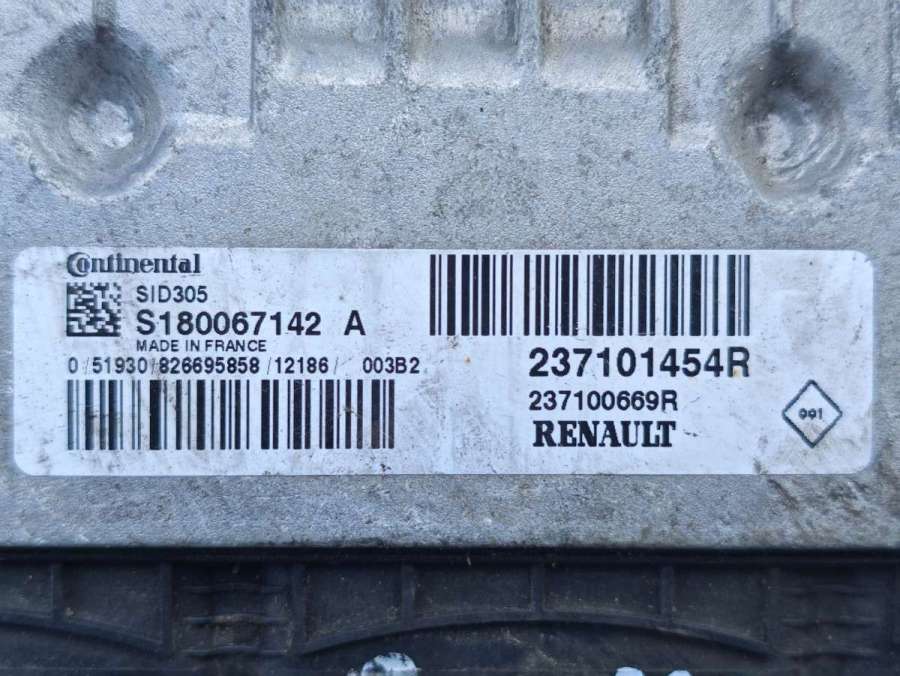 Continental
SID305
S180067142 A
MADE IN FRANCE
0/51930/826695858/12186/ 003B2
237101454R
237100669R
RENAULT
001